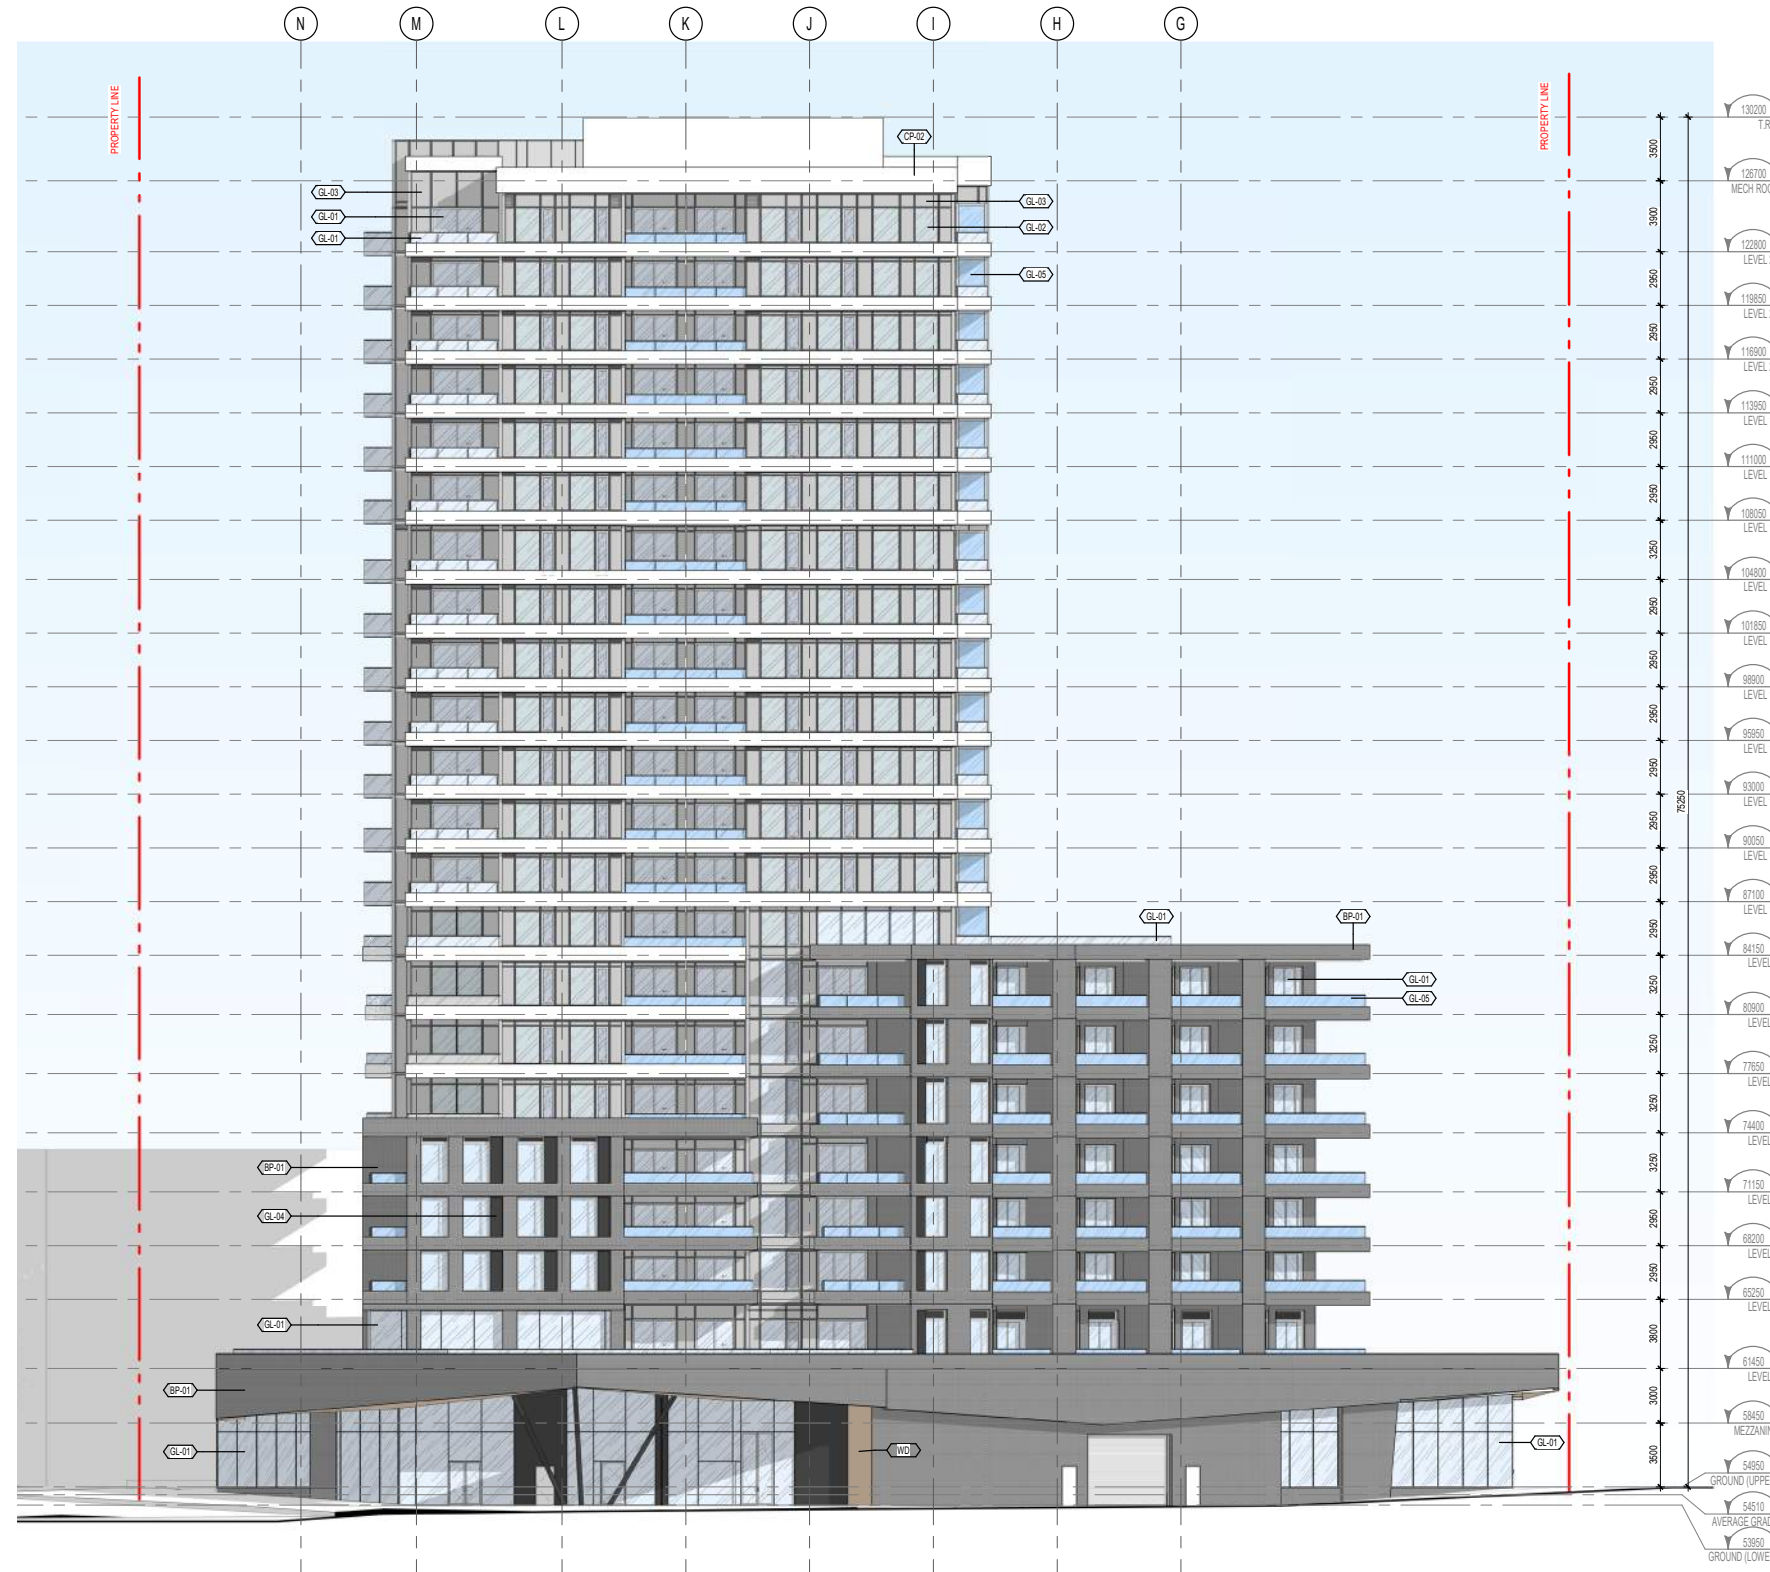 N M L K J I H G
PROPERTY LINE
PROPERTY LINE
130200
3500
CP-02
126700
MECH
GL-03
GL-03
3900
GL-01
GL-02
GL-01
122800
LEVEL
GL-05
2950
119850
LEVEL
2950
116900
LEVEL
2950
113950
LEVEL
2950
111000
LEVEL
2950
108050
LEVEL
3250
104800
LEVEL
2950
101850
LEVEL
2950
98900
LEVEL
2950
95950
LEVEL
2950
93000
LEVEL
75250
2950
90050
LEVEL
2950
87100
LEVEL
GL-01
BP-01
2950
84150
LEVEL
GL-01
3250
GL-05
80900
LEVEL
3250
77650
LEVEL
3250
74400
LEVEL
BP-01
3250
71150
LEVEL
GL-04
2950
68200
LEVEL
2950
65250
LEVEL
GL-01
3800
61450
LEVEL
BP-01
3000
58450
MEZZANIN
GL-01
WD
GL-01
3500
54950
GROUND (UPPE
54510
AVERAGE GRAD
53950
GROUND (LOWE